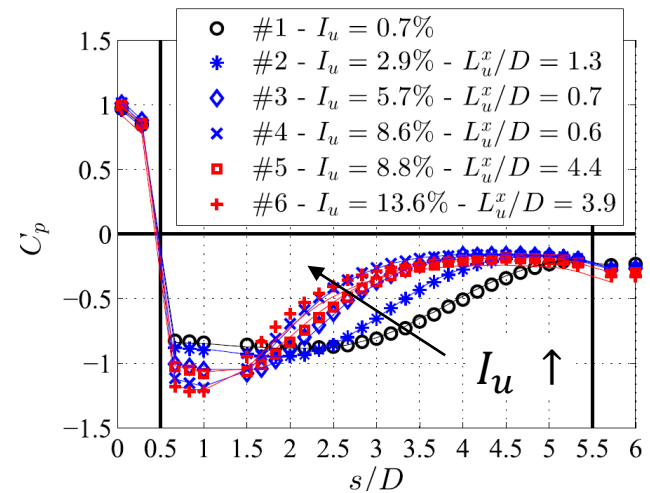 #1 - I_u = 0.7%
#2 - I_u = 2.9% - L_u^x/D = 1.3
#3 - I_u = 5.7% - L_u^x/D = 0.7
#4 - I_u = 8.6% - L_u^x/D = 0.6
#5 - I_u = 8.8% - L_u^x/D = 4.4
#6 - I_u = 13.6% - L_u^x/D = 3.9
1.5
1
0.5
0
−0.5
−1
−1.5
C_p
I_u ↑
0 0.5 1 1.5 2 2.5 3 3.5 4 4.5 5 5.5 6
s/D